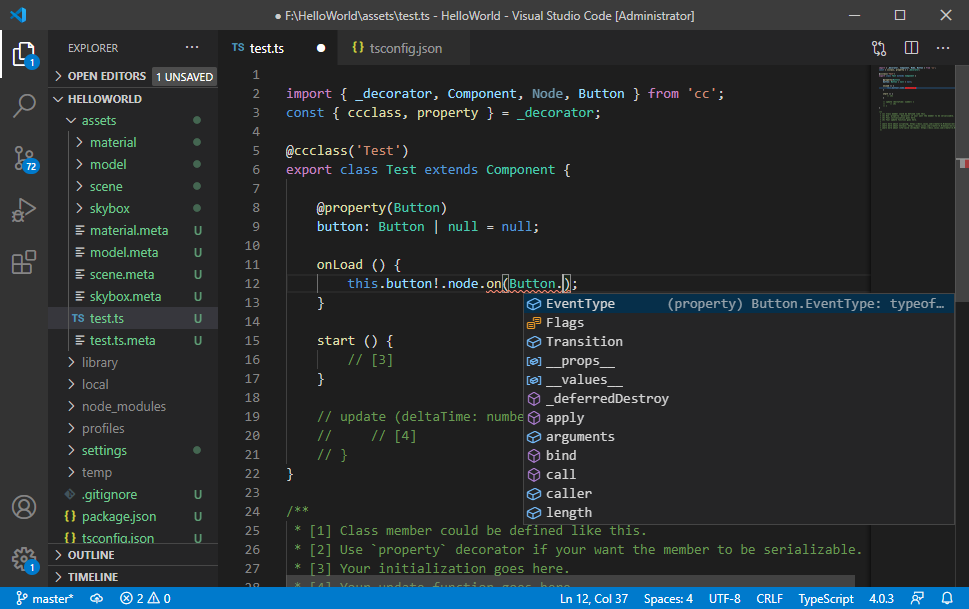 ● F:\HelloWorld\assets\test.ts - HelloWorld - Visual Studio Code [Administrator]
EXPLORER
OPEN EDITORS 1 UNSAVED
HELLOWORLD
assets
material
model
scene
skybox
material.meta U
model.meta U
scene.meta U
skybox.meta U
TS test.ts U
test.ts.meta U
library
local
node_modules
profiles
settings
temp
.gitignore U
{} package.json U
{} tsconfig.json U
OUTLINE
TIMELINE
1
72
1
TS test.ts ●
{} tsconfig.json
1
2 import { _decorator, Component, Node, Button } from 'cc';
3 const { ccclass, property } = _decorator;
4
5 @ccclass('Test')
6 export class Test extends Component {
7
8 @property(Button)
9 button: Button | null = null;
10
11 onLoad () {
12 this.button!.node.on(Button.);
13 }
14
15 start () {
16 // [3]
17 }
18
19 // update (deltaTime: numbe
20 // // [4]
21 // }
22 }
23
24 /**
25 * [1] Class member could be defined like this.
26 * [2] Use `property` decorator if your want the member to be serializable.
27 * [3] Your initialization goes here.
28 * [4] Your update function goes here.
EventType (property) Button.EventType: typeof…
Flags
Transition
__props__
__values__
_deferredDestroy
apply
arguments
bind
call
caller
length
master* 2 0 Ln 12, Col 37 Spaces: 4 UTF-8 CRLF TypeScript 4.0.3